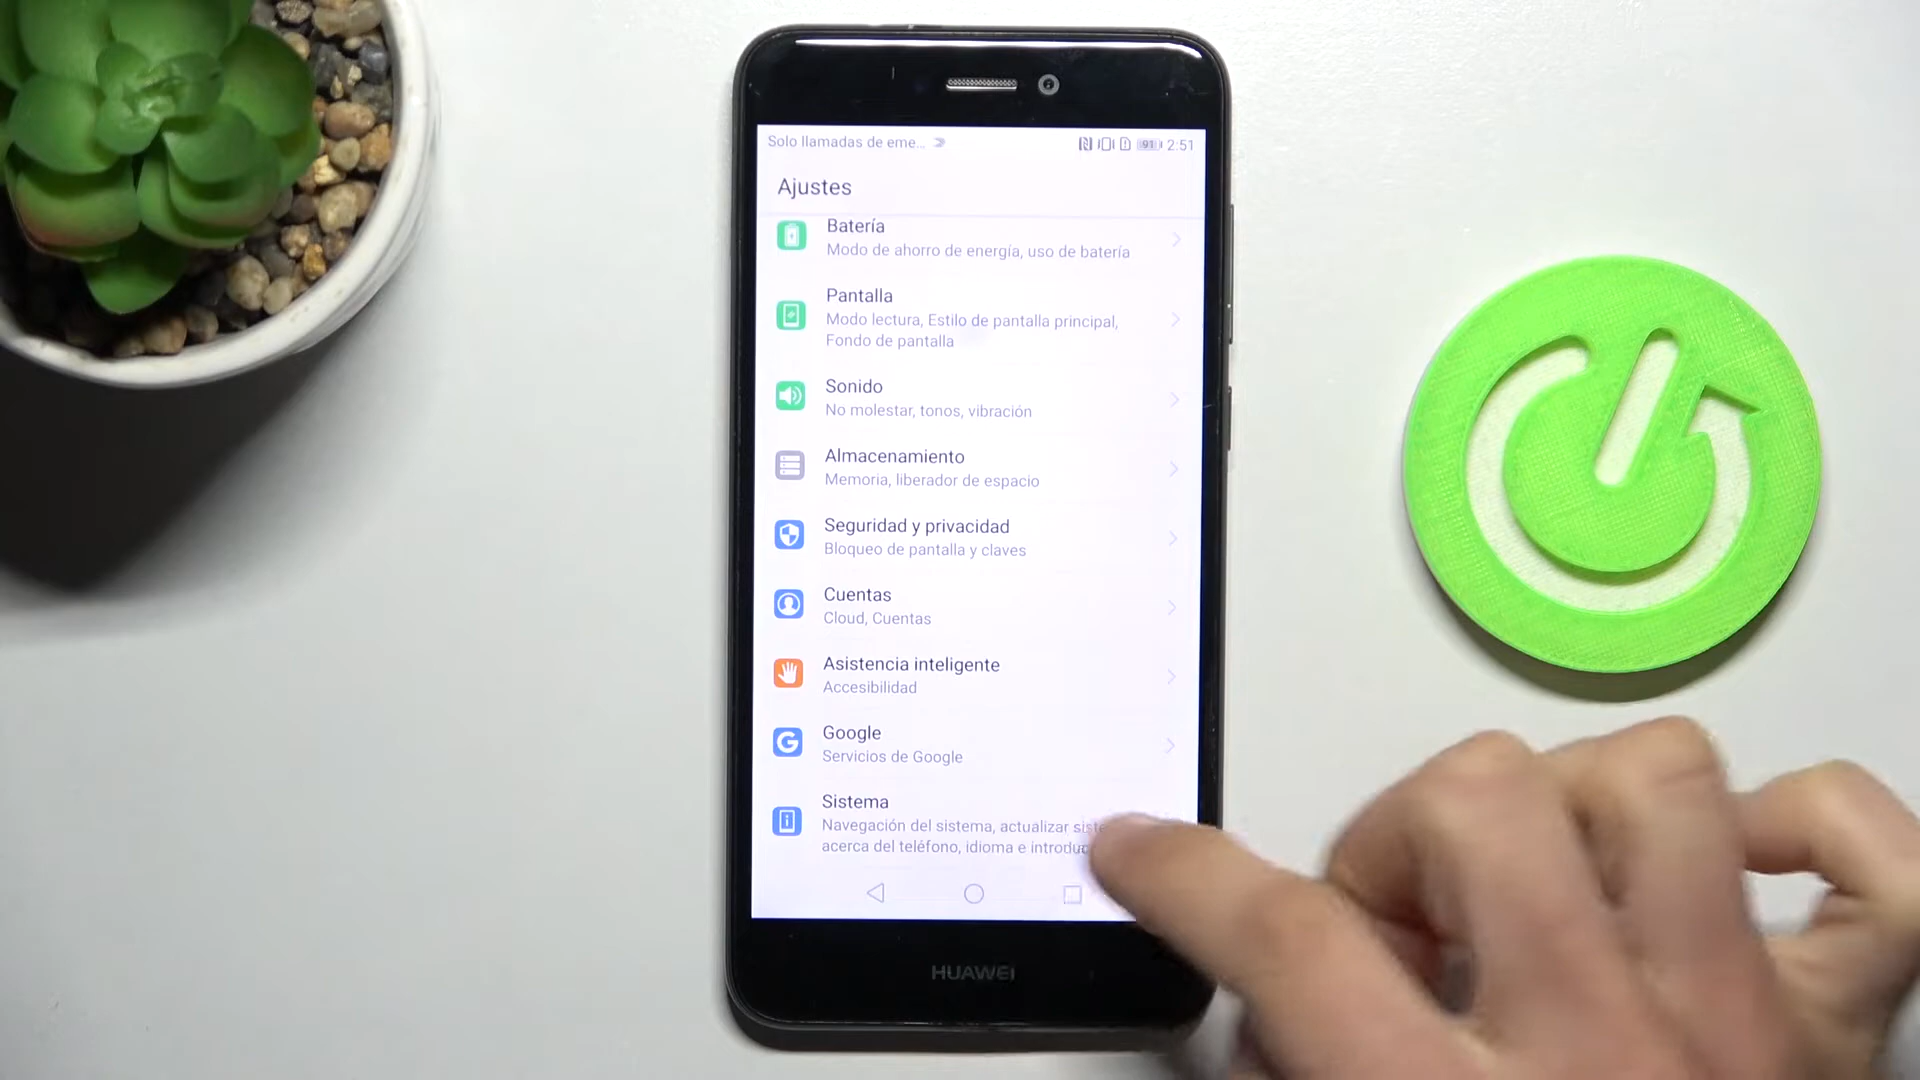 Solo llamadas de eme...
91 2:51
Ajustes
Batería
Modo de ahorro de energía, uso de batería
Pantalla
Modo lectura, Estilo de pantalla principal,
Fondo de pantalla
Sonido
No molestar, tonos, vibración
Almacenamiento
Memoria, liberador de espacio
Seguridad y privacidad
Bloqueo de pantalla y claves
Cuentas
Cloud, Cuentas
Asistencia inteligente
Accesibilidad
Google
Servicios de Google
Sistema
Navegación del sistema, actualizar
acerca del teléfono, idioma e
HUAWEI